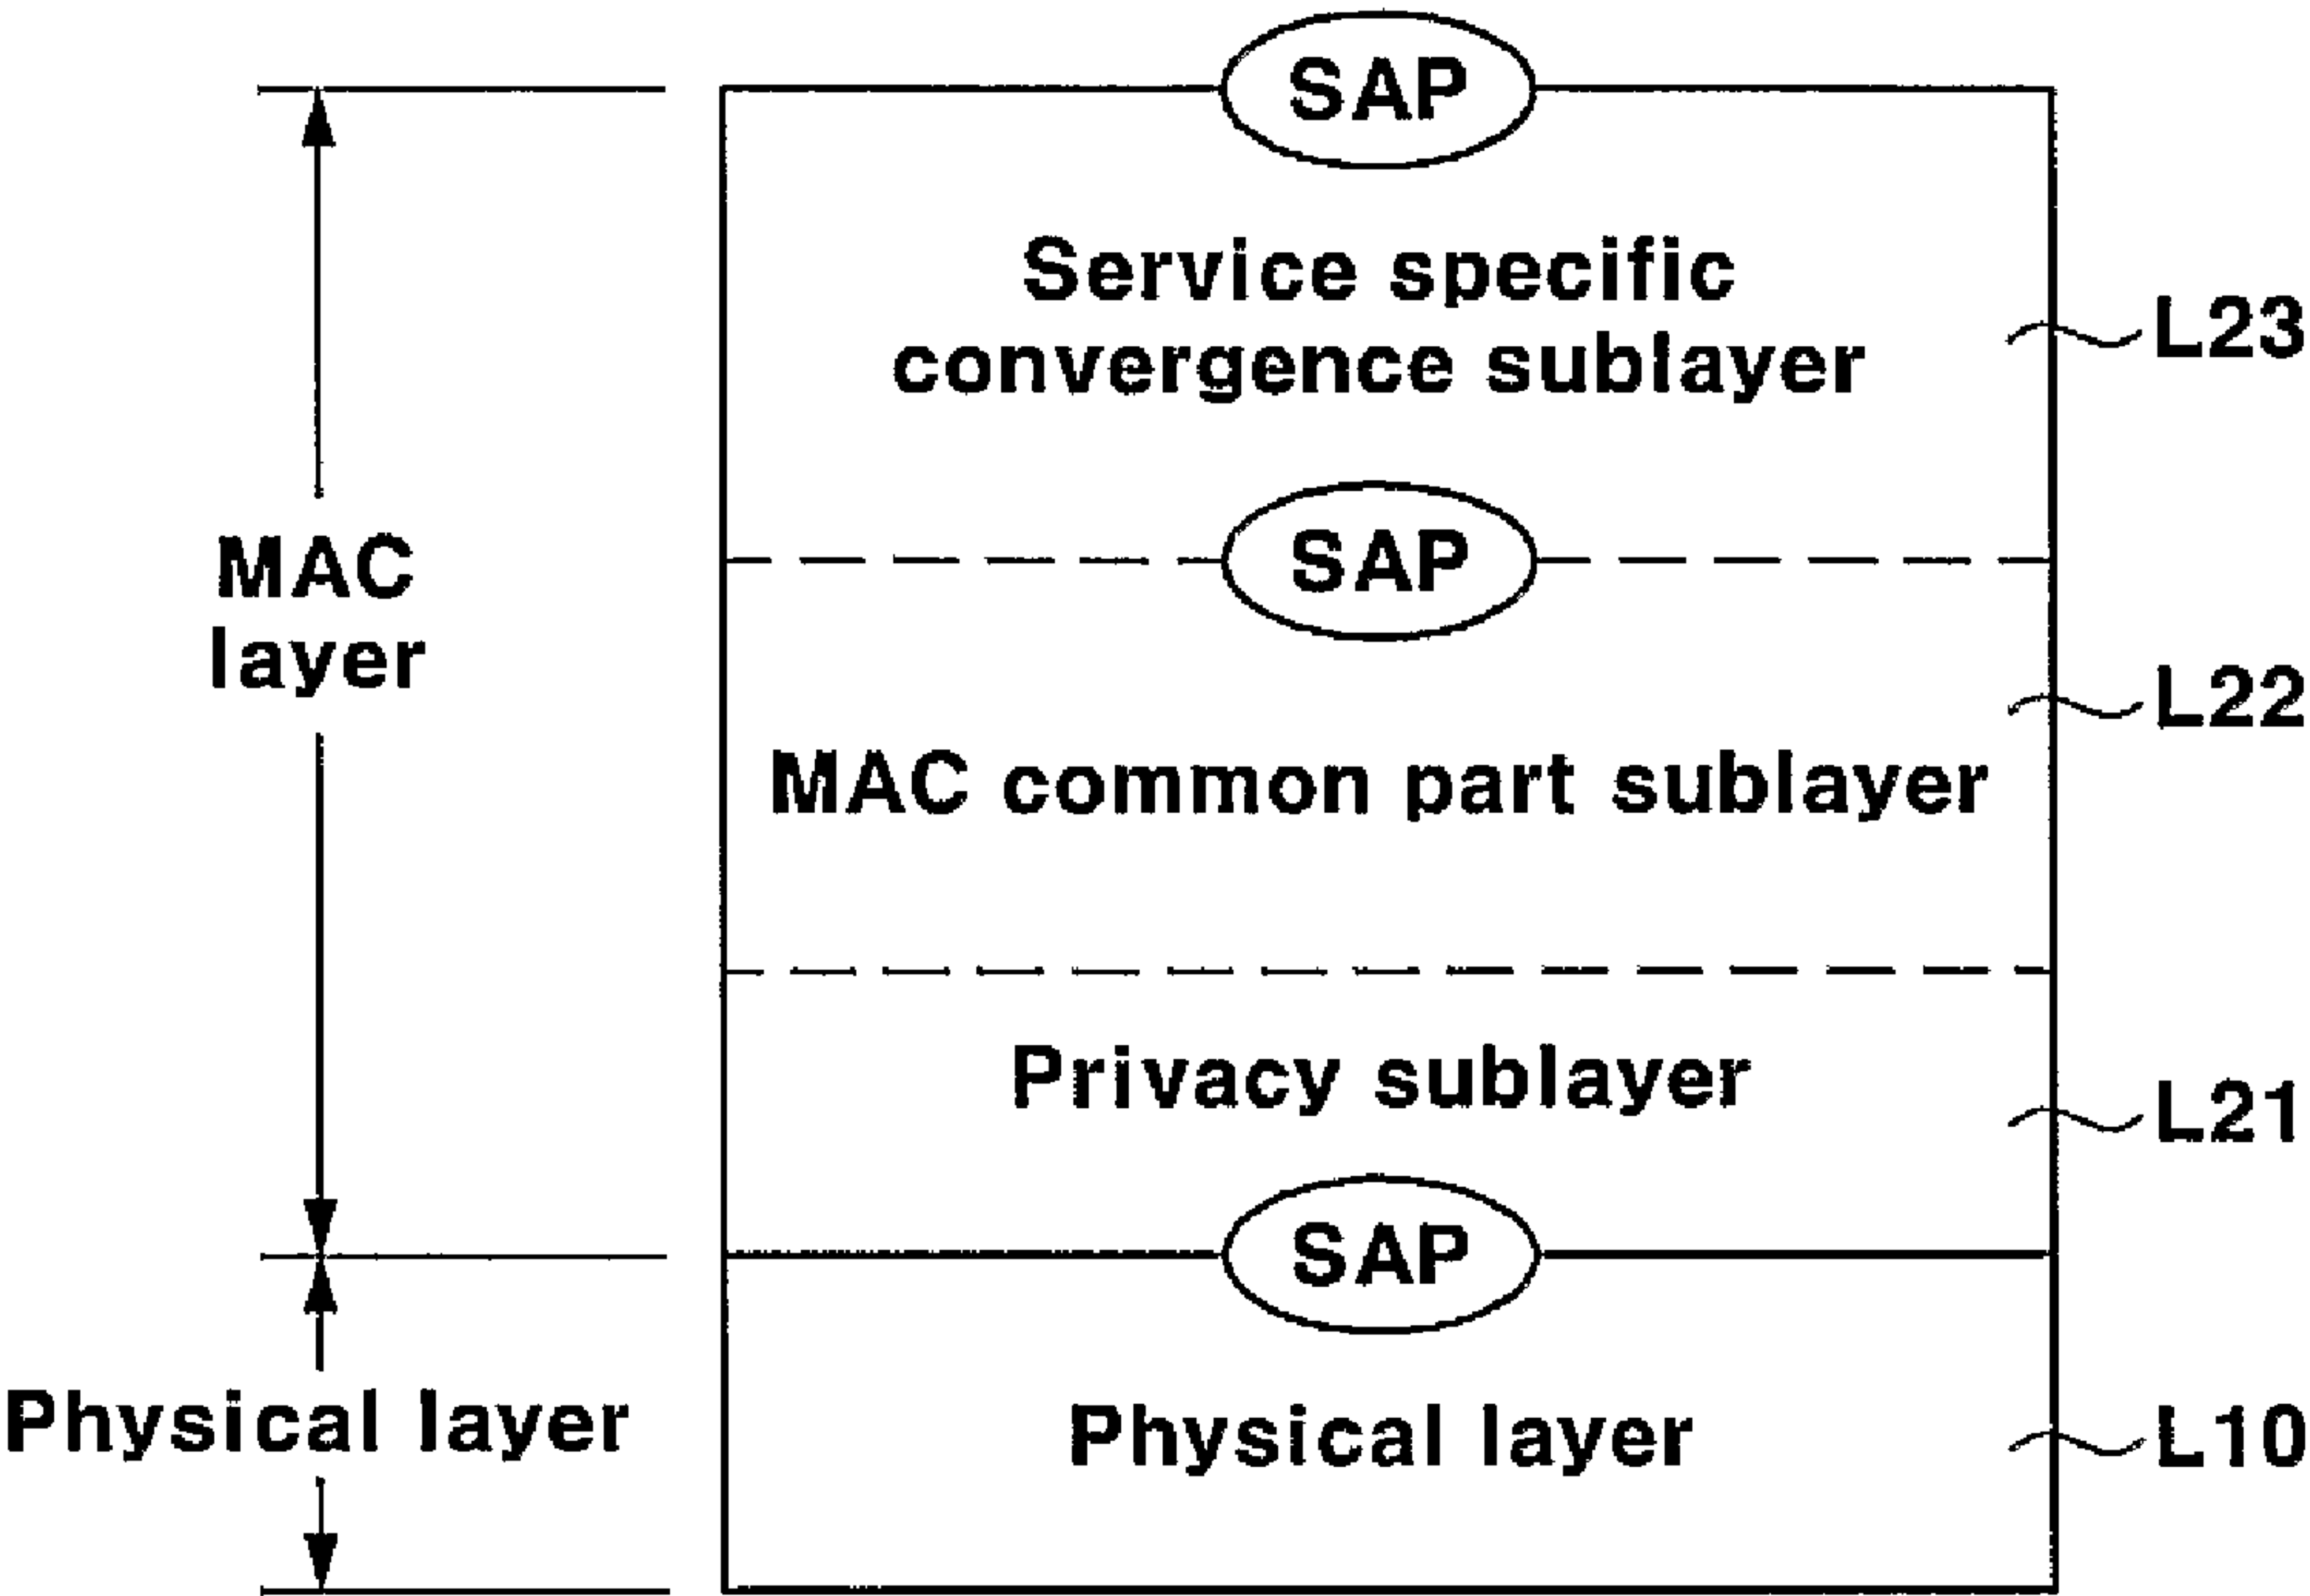 SAP
Service specific
convergence sublayer
L23
MAC
layer
SAP
L22
MAC common part sublayer
Privacy sublayer
L21
SAP
Physical layer
Physical layer
L10